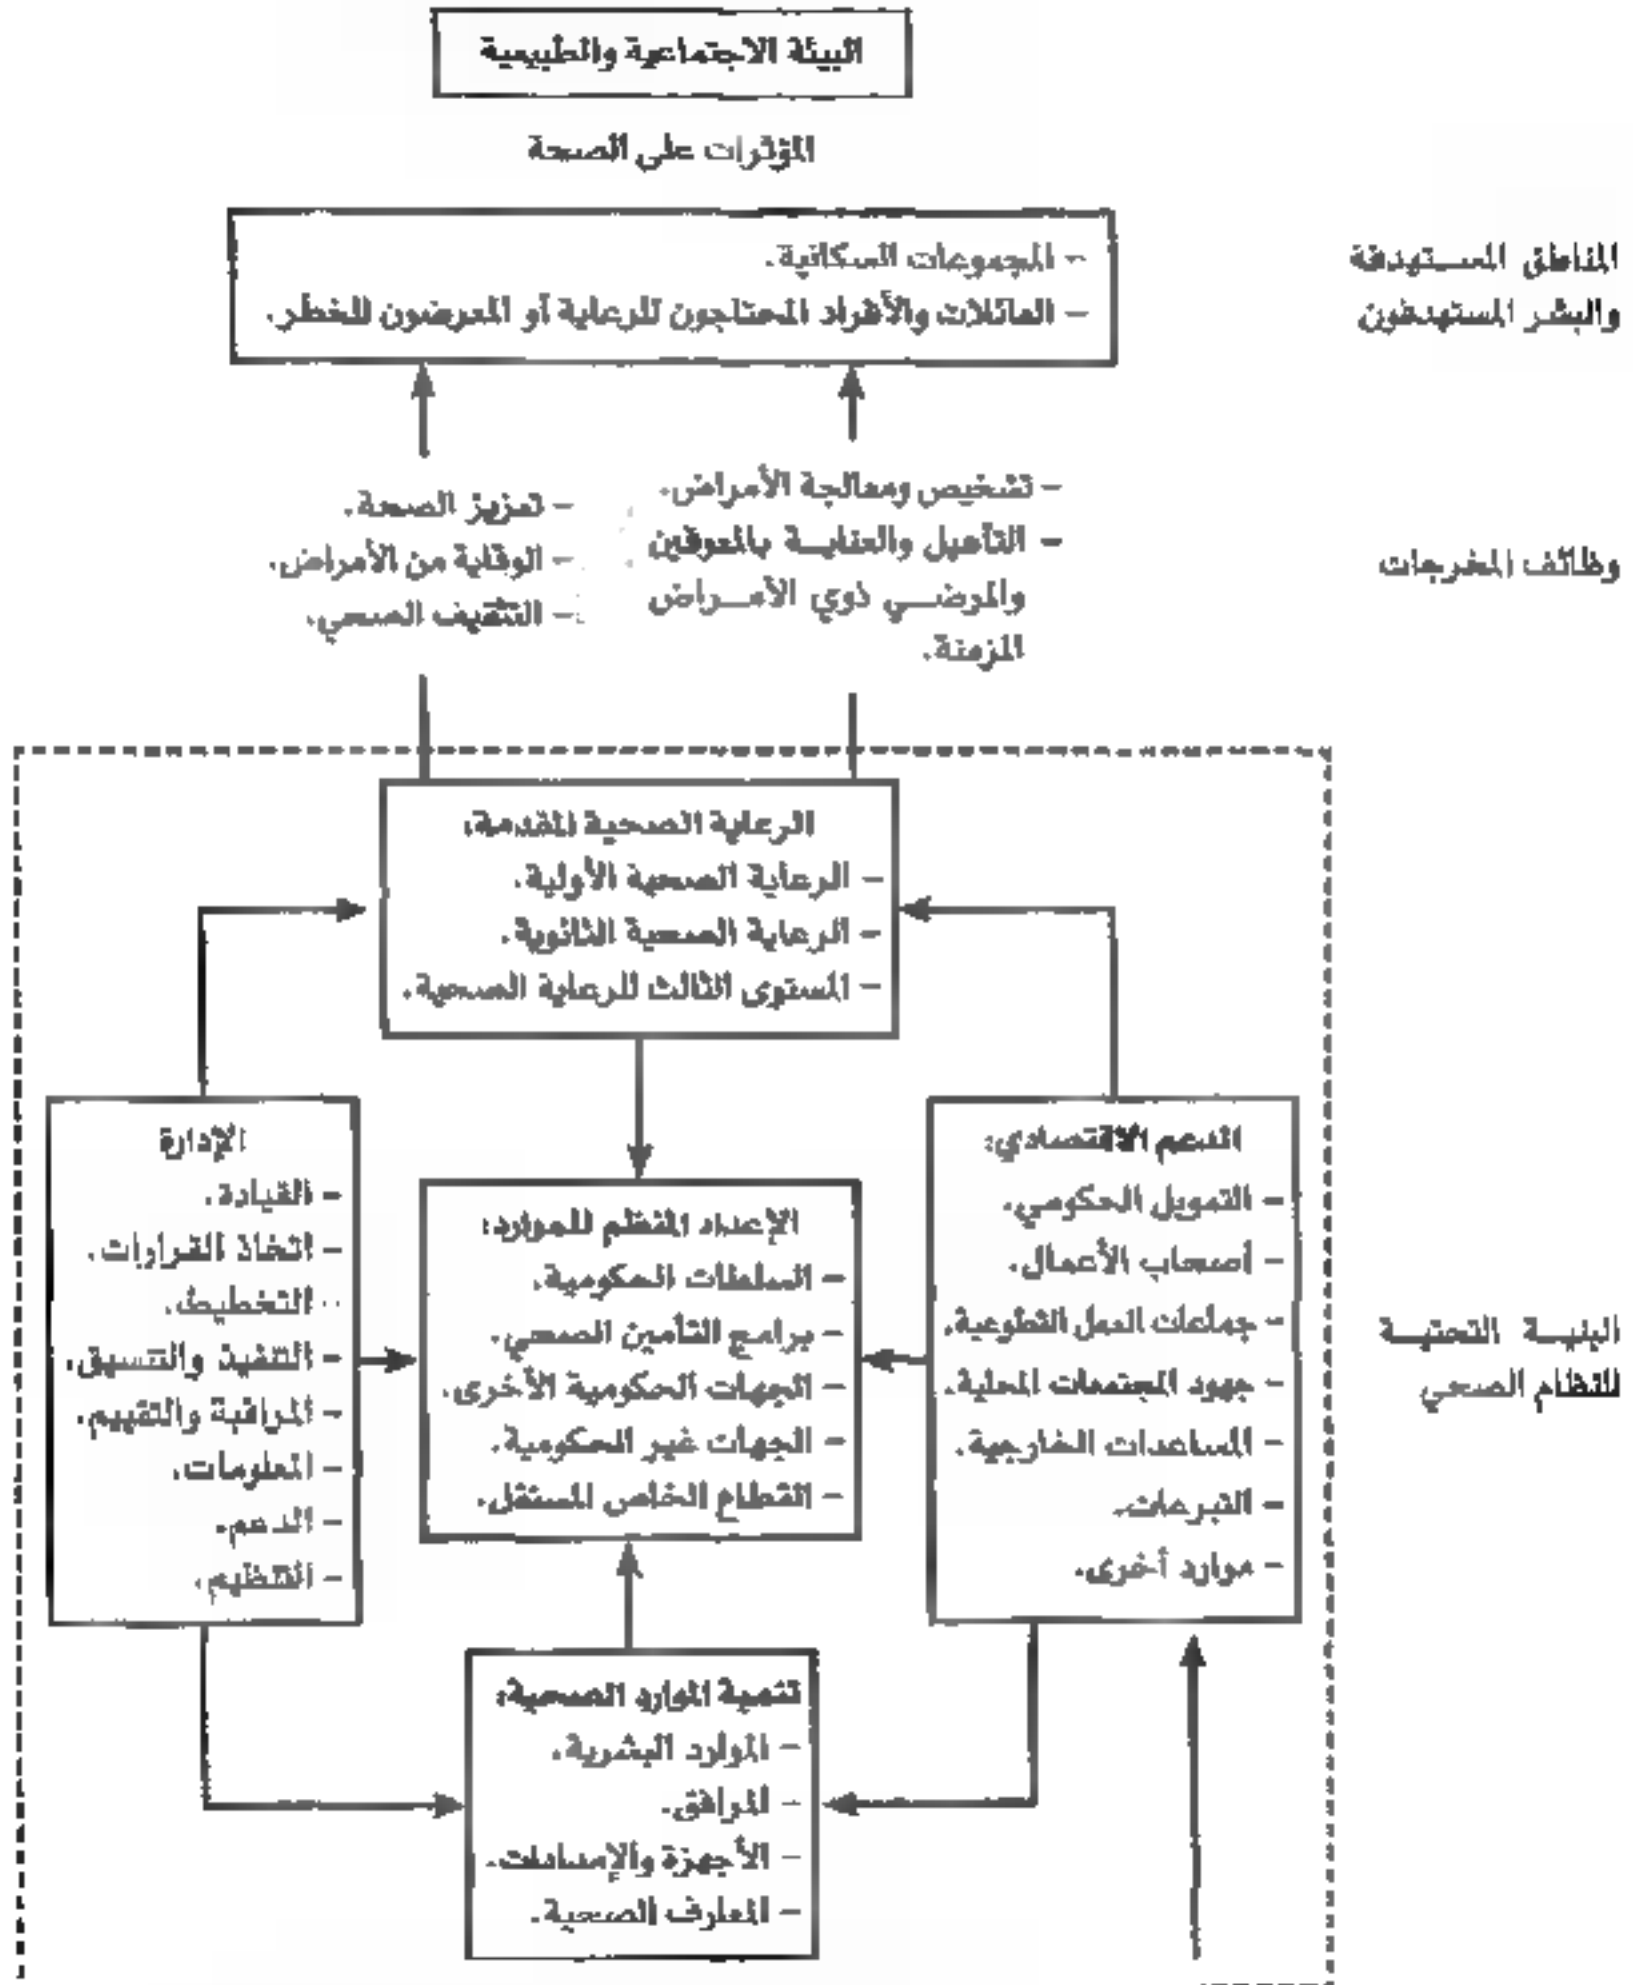 البيئة الاجتماعية والطبيعية
المؤثرات على الصحة
المناطق المستهدفة
والبشر المستهدفون
– المجموعات السكانية.
– العائلات والأفراد المحتاجون للرعاية أو المعرضون للخطر.
وظائف المخرجات
– تشخيص ومعالجة الأمراض.
– التأهيل والعناية بالمعوقين
والمرضى ذوي الأمراض
المزمنة.
– تعزيز الصحة.
– الوقاية من الأمراض.
– التثقيف الصحي.
الرعاية الصحية المقدمة:
– الرعاية الصحية الأولية.
– الرعاية الصحية الثانوية.
– المستوى الثالث للرعاية الصحية.
البنية التحتية
للنظام الصحي
الدعم الاقتصادي:
– التمويل الحكومي.
– أصحاب الأعمال.
– جماعات العمل التطوعية.
– جهود المجتمعات المحلية.
– المساعدات الخارجية.
– التبرعات.
– موارد أخرى.
الإعداد المنظم للموارد:
– السلطات الحكومية.
– برامج التأمين الصحي.
– الجهات الحكومية الأخرى.
– الجهات غير الحكومية.
– القطاع الخاص المستقل.
الإدارة
– القيادة.
– اتخاذ القرارات.
– التخطيط.
– التنفيذ والتنسيق.
– المراقبة والتقييم.
– المعلومات.
– الدعم.
– التنظيم.
تنمية الموارد الصحية:
– الموارد البشرية.
– المرافق.
– الأجهزة والإمدادات.
– المعارف الصحية.